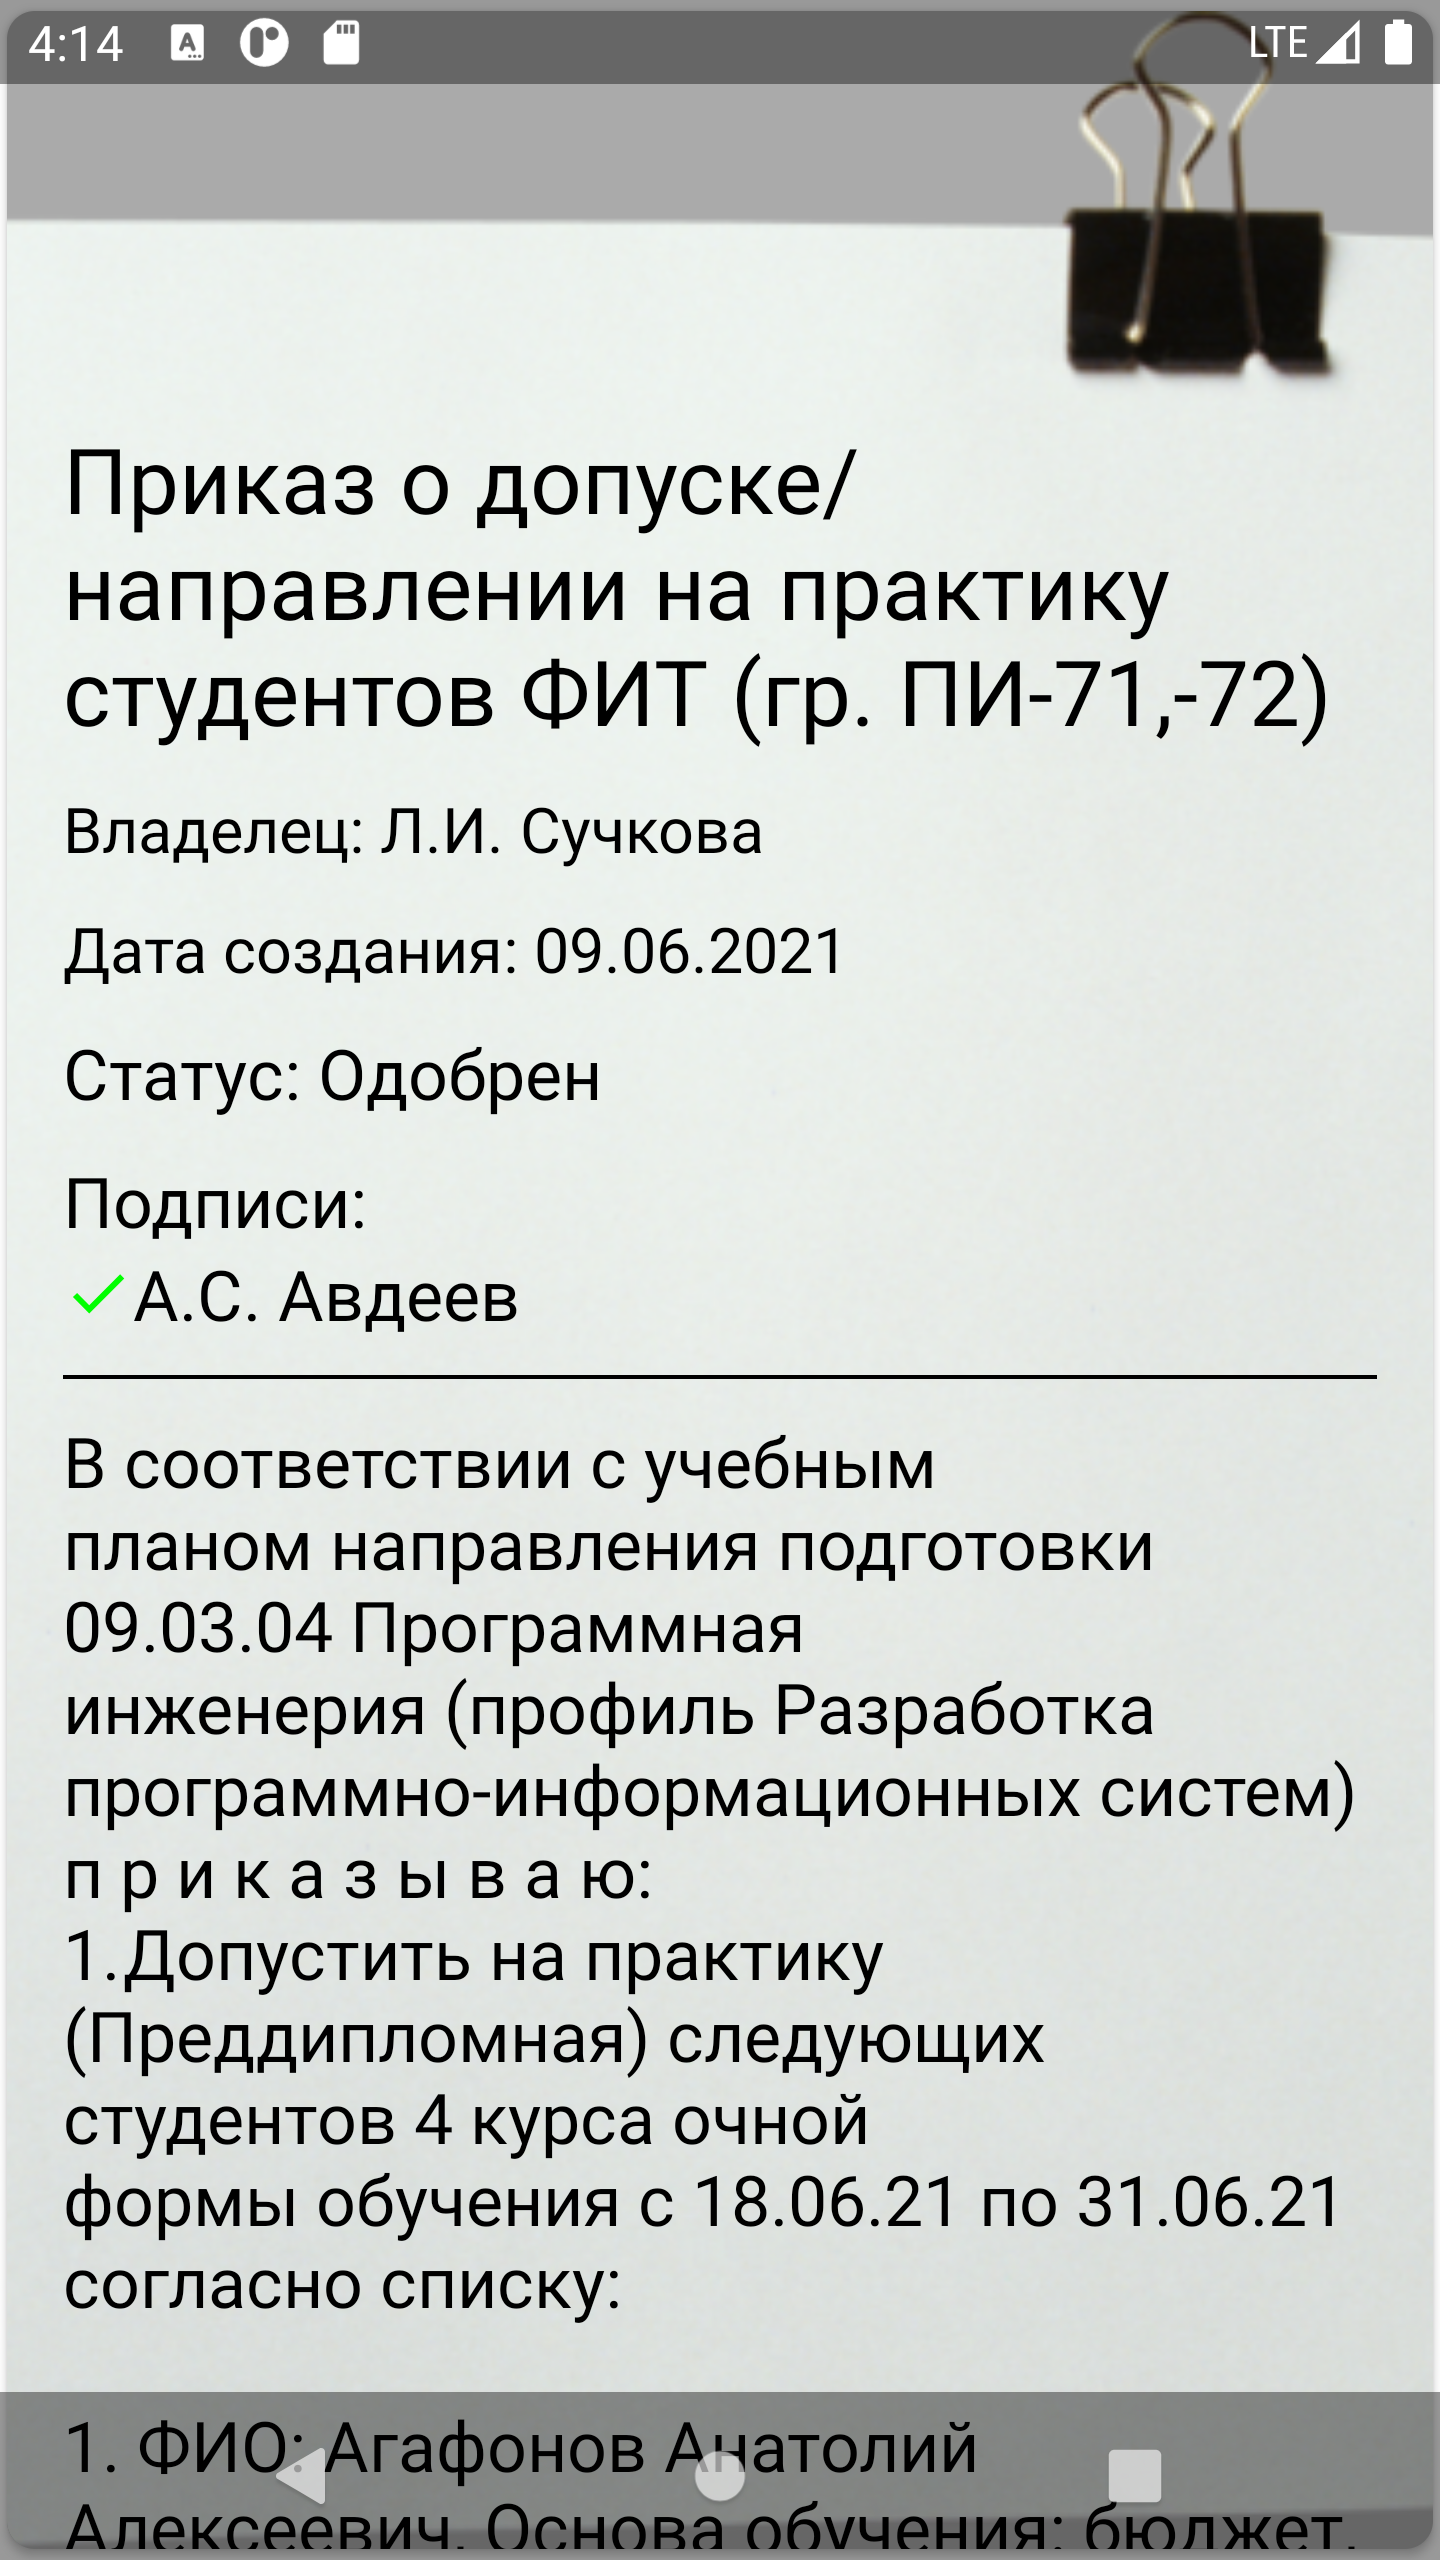 4:14
LTE
Приказ о допуске/
направлении на практику
студентов ФИТ (гр. ПИ-71,-72)
Владелец: Л.И. Сучкова
Дата создания: 09.06.2021
Статус: Одобрен
Подписи:
А.С. Авдеев
В соответствии с учебным
планом направления подготовки
09.03.04 Программная
инженерия (профиль Разработка
программно-информационных систем)
п р и к а з ы в а ю:
1.Допустить на практику
(Преддипломная) следующих
студентов 4 курса очной
формы обучения с 18.06.21 по 31.06.21
согласно списку:
1. ФИО: Агафонов Анатолий
Алексеевич. Основа обучения: бюджет.